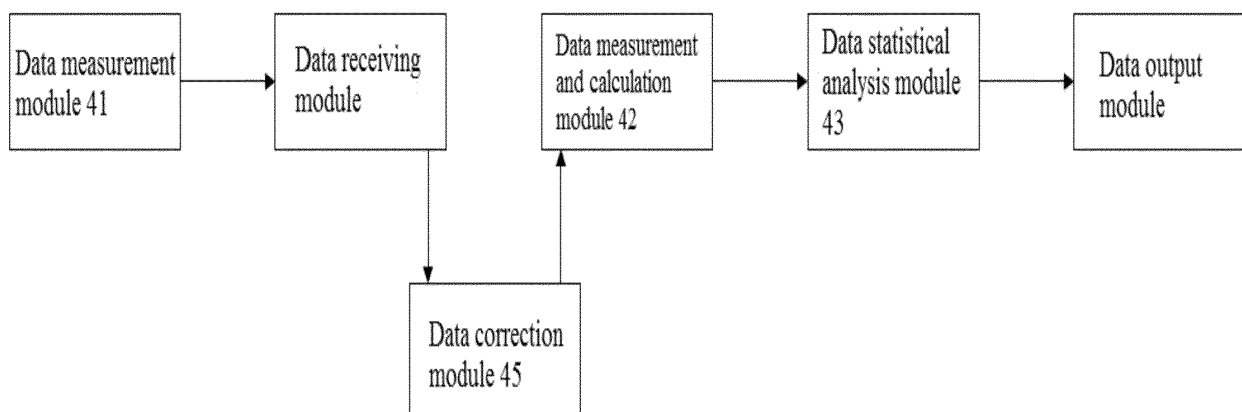 Data measurement
module 41
Data receiving
module
Data correction
module 45
Data measurement
and calculation
module 42
Data statistical
analysis module
43
Data output
module